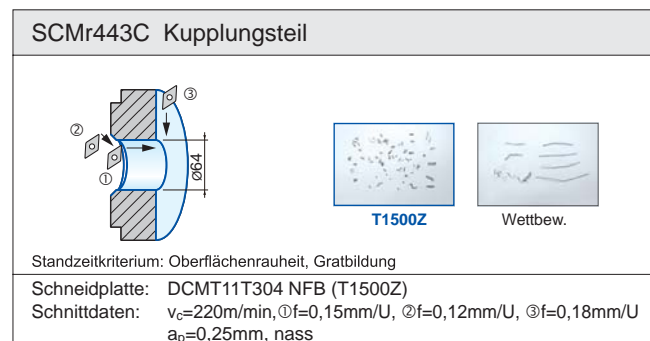 SCMr443C Kupplungsteil
③
②
①
Ø64
T1500Z
Wettbew.
Standzeitkriterium: Oberflächenrauheit, Gratbildung
Schneidplatte: DCMT11T304 NFB (T1500Z)
Schnittdaten: vc=220m/min,①f=0,15mm/U, ②f=0,12mm/U, ③f=0,18mm/U
ap=0,25mm, nass